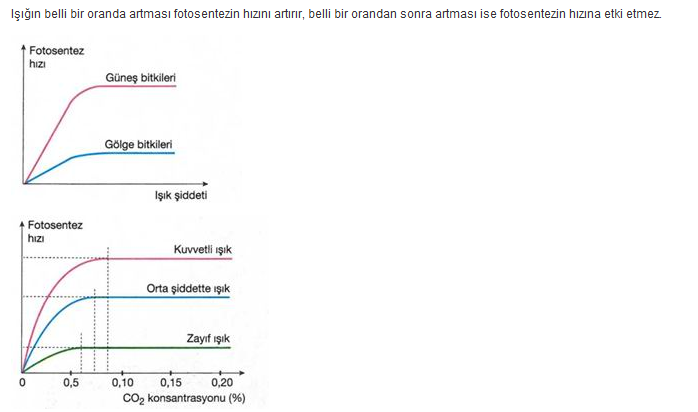 Işığın belli bir oranda artması fotosentezin hızını artırır, belli bir orandan sonra artması ise fotosentezin hızına etki etmez.
Fotosentez
hızı
Güneş bitkileri
Gölge bitkileri
Işık şiddeti
Fotosentez
hızı
Kuvvetli ışık
Orta şiddette ışık
Zayıf ışık
0 0,5 0,10 0,15 0,20
CO₂ konsantrasyonu (%)